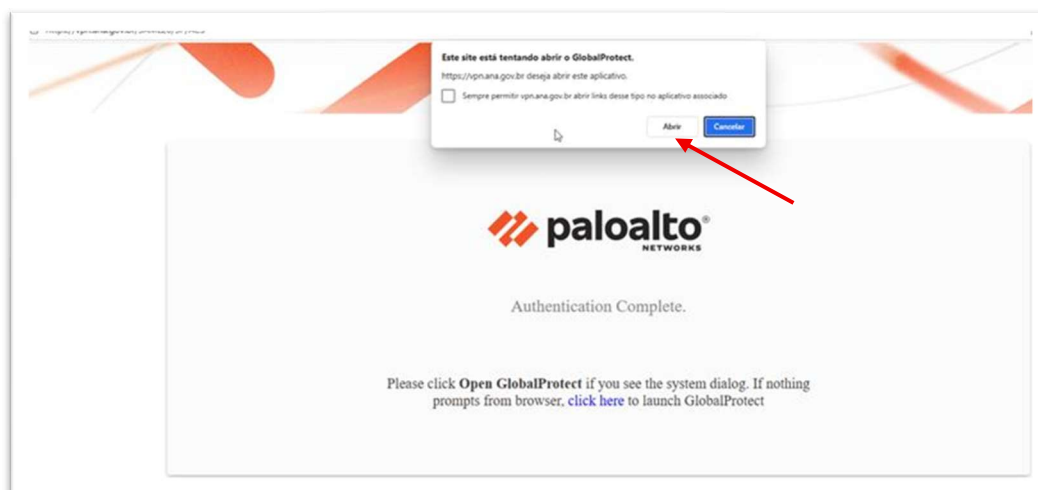 Este site está tentando abrir o GlobalProtect.
https://vpn.ana.gov.br deseja abrir este aplicativo.
Sempre permitir vpn.ana.gov.br abrir links desse tipo no aplicativo associado
Abrir Cancelar
paloalto®
NETWORKS
Authentication Complete.
Please click Open GlobalProtect if you see the system dialog. If nothing
prompts from browser, click here to launch GlobalProtect